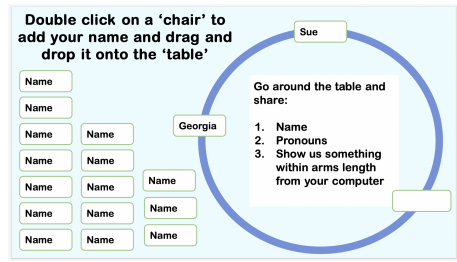 Double click on a ‘chair’ to
add your name and drag and
drop it onto the ‘table’
Sue
Name
Name
Name Name
Name Name
Name Name Name
Name Name Name
Name Name Name
Georgia
Go around the table and
share:
1. Name
2. Pronouns
3. Show us something
within arms length
from your computer